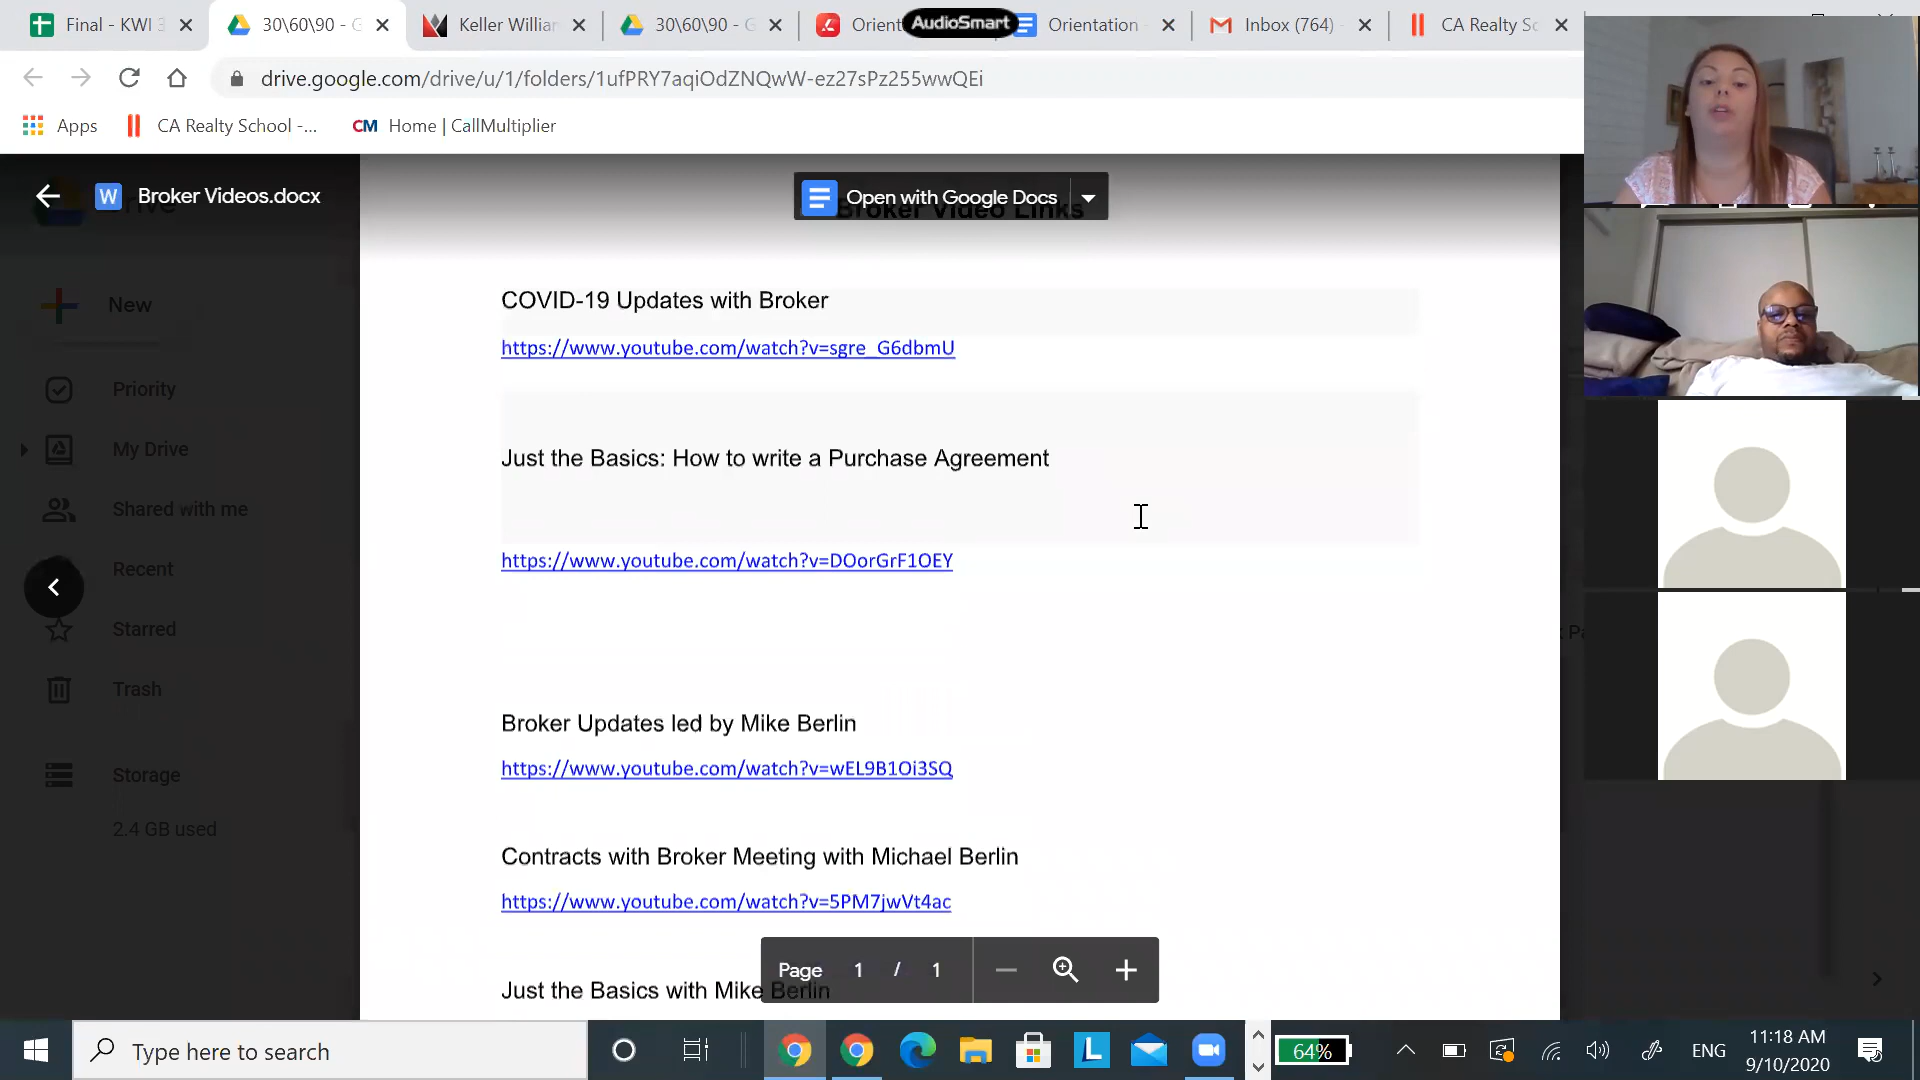 Final - KWI 3
30\60\90 - G
Keller Willian
30\60\90 - G
Orient
AudioSmart
Orientation
Inbox (764)
CA Realty Sc
drive.google.com/drive/u/1/folders/1ufPRY7aqiOdZNQwW-ez27sPz255wwQEi
Apps
CA Realty School -...
CM Home | CallMultiplier
W Broker Videos.docx
Open with Google Docs
Broker Video Links
New
Priority
My Drive
Shared with me
Recent
Starred
Trash
Storage
2.4 GB used
COVID-19 Updates with Broker
https://www.youtube.com/watch?v=sgre_G6dbmU
Just the Basics: How to write a Purchase Agreement
https://www.youtube.com/watch?v=DOorGrF1OEY
Broker Updates led by Mike Berlin
https://www.youtube.com/watch?v=wEL9B1Oi3SQ
Contracts with Broker Meeting with Michael Berlin
https://www.youtube.com/watch?v=5PM7jwVt4ac
Just the Basics with Mike Berlin
Page 1 / 1
Type here to search
L
64%
ENG
11:18 AM
9/10/2020